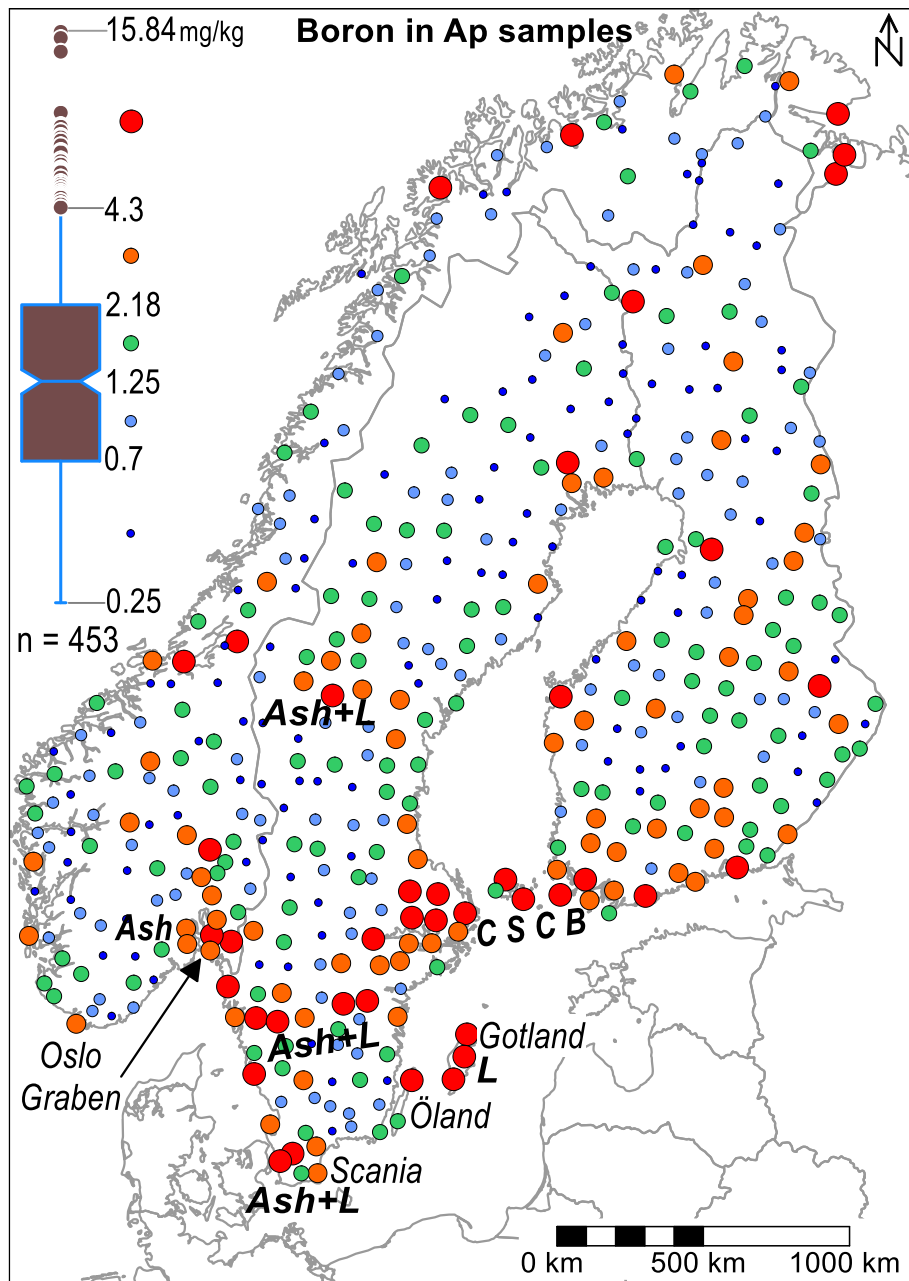 Boron in Ap samples
N
15.84 mg/kg
4.3
2.18
1.25
0.7
0.25
n = 453
Ash+L
Ash
C S C B
Oslo
Graben
Ash+L
Gotland
L
Öland
Scania
Ash+L
0 km 500 km 1000 km